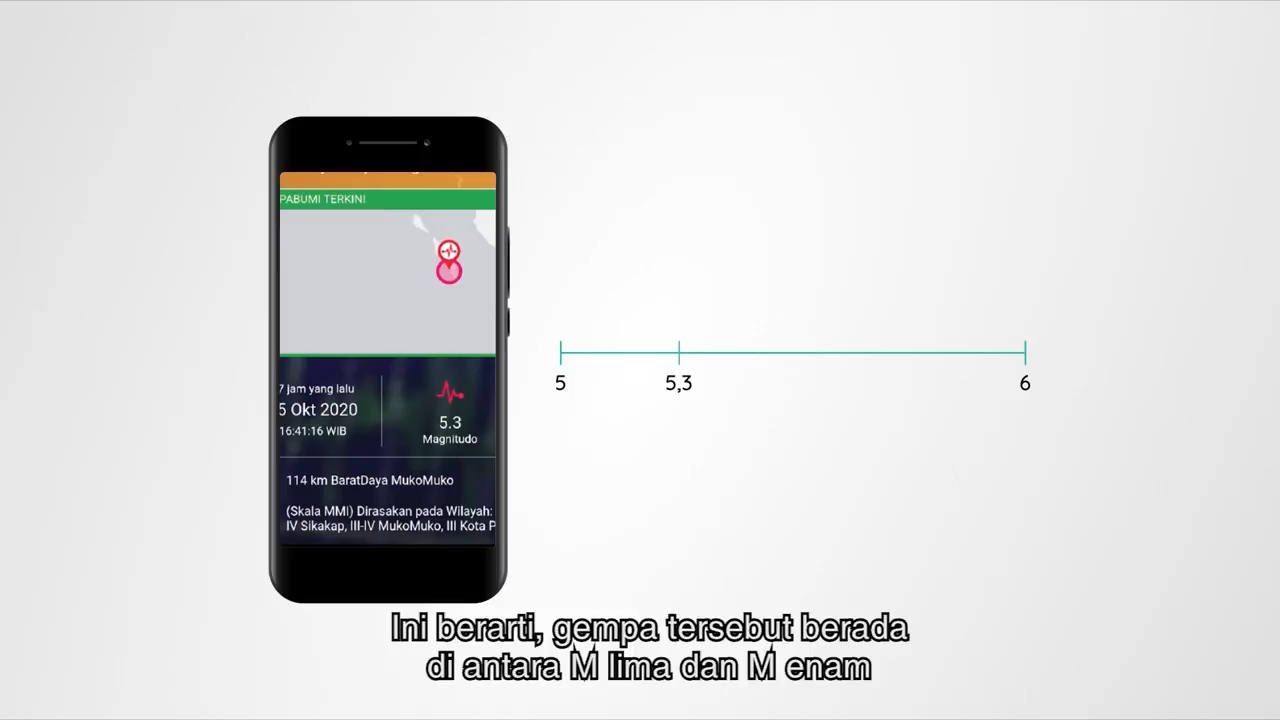 PABUMI TERKINI
7 jam yang lalu
5 Okt 2020
16:41:16 WIB
5.3
Magnitudo
114 km BaratDaya MukoMuko
(Skala MMI) Dirasakan pada Wilayah:
IV Sikakap, III-IV MukoMuko, III Kota P
5
5,3
6
Ini berarti, gempa tersebut berada
di antara M lima dan M enam